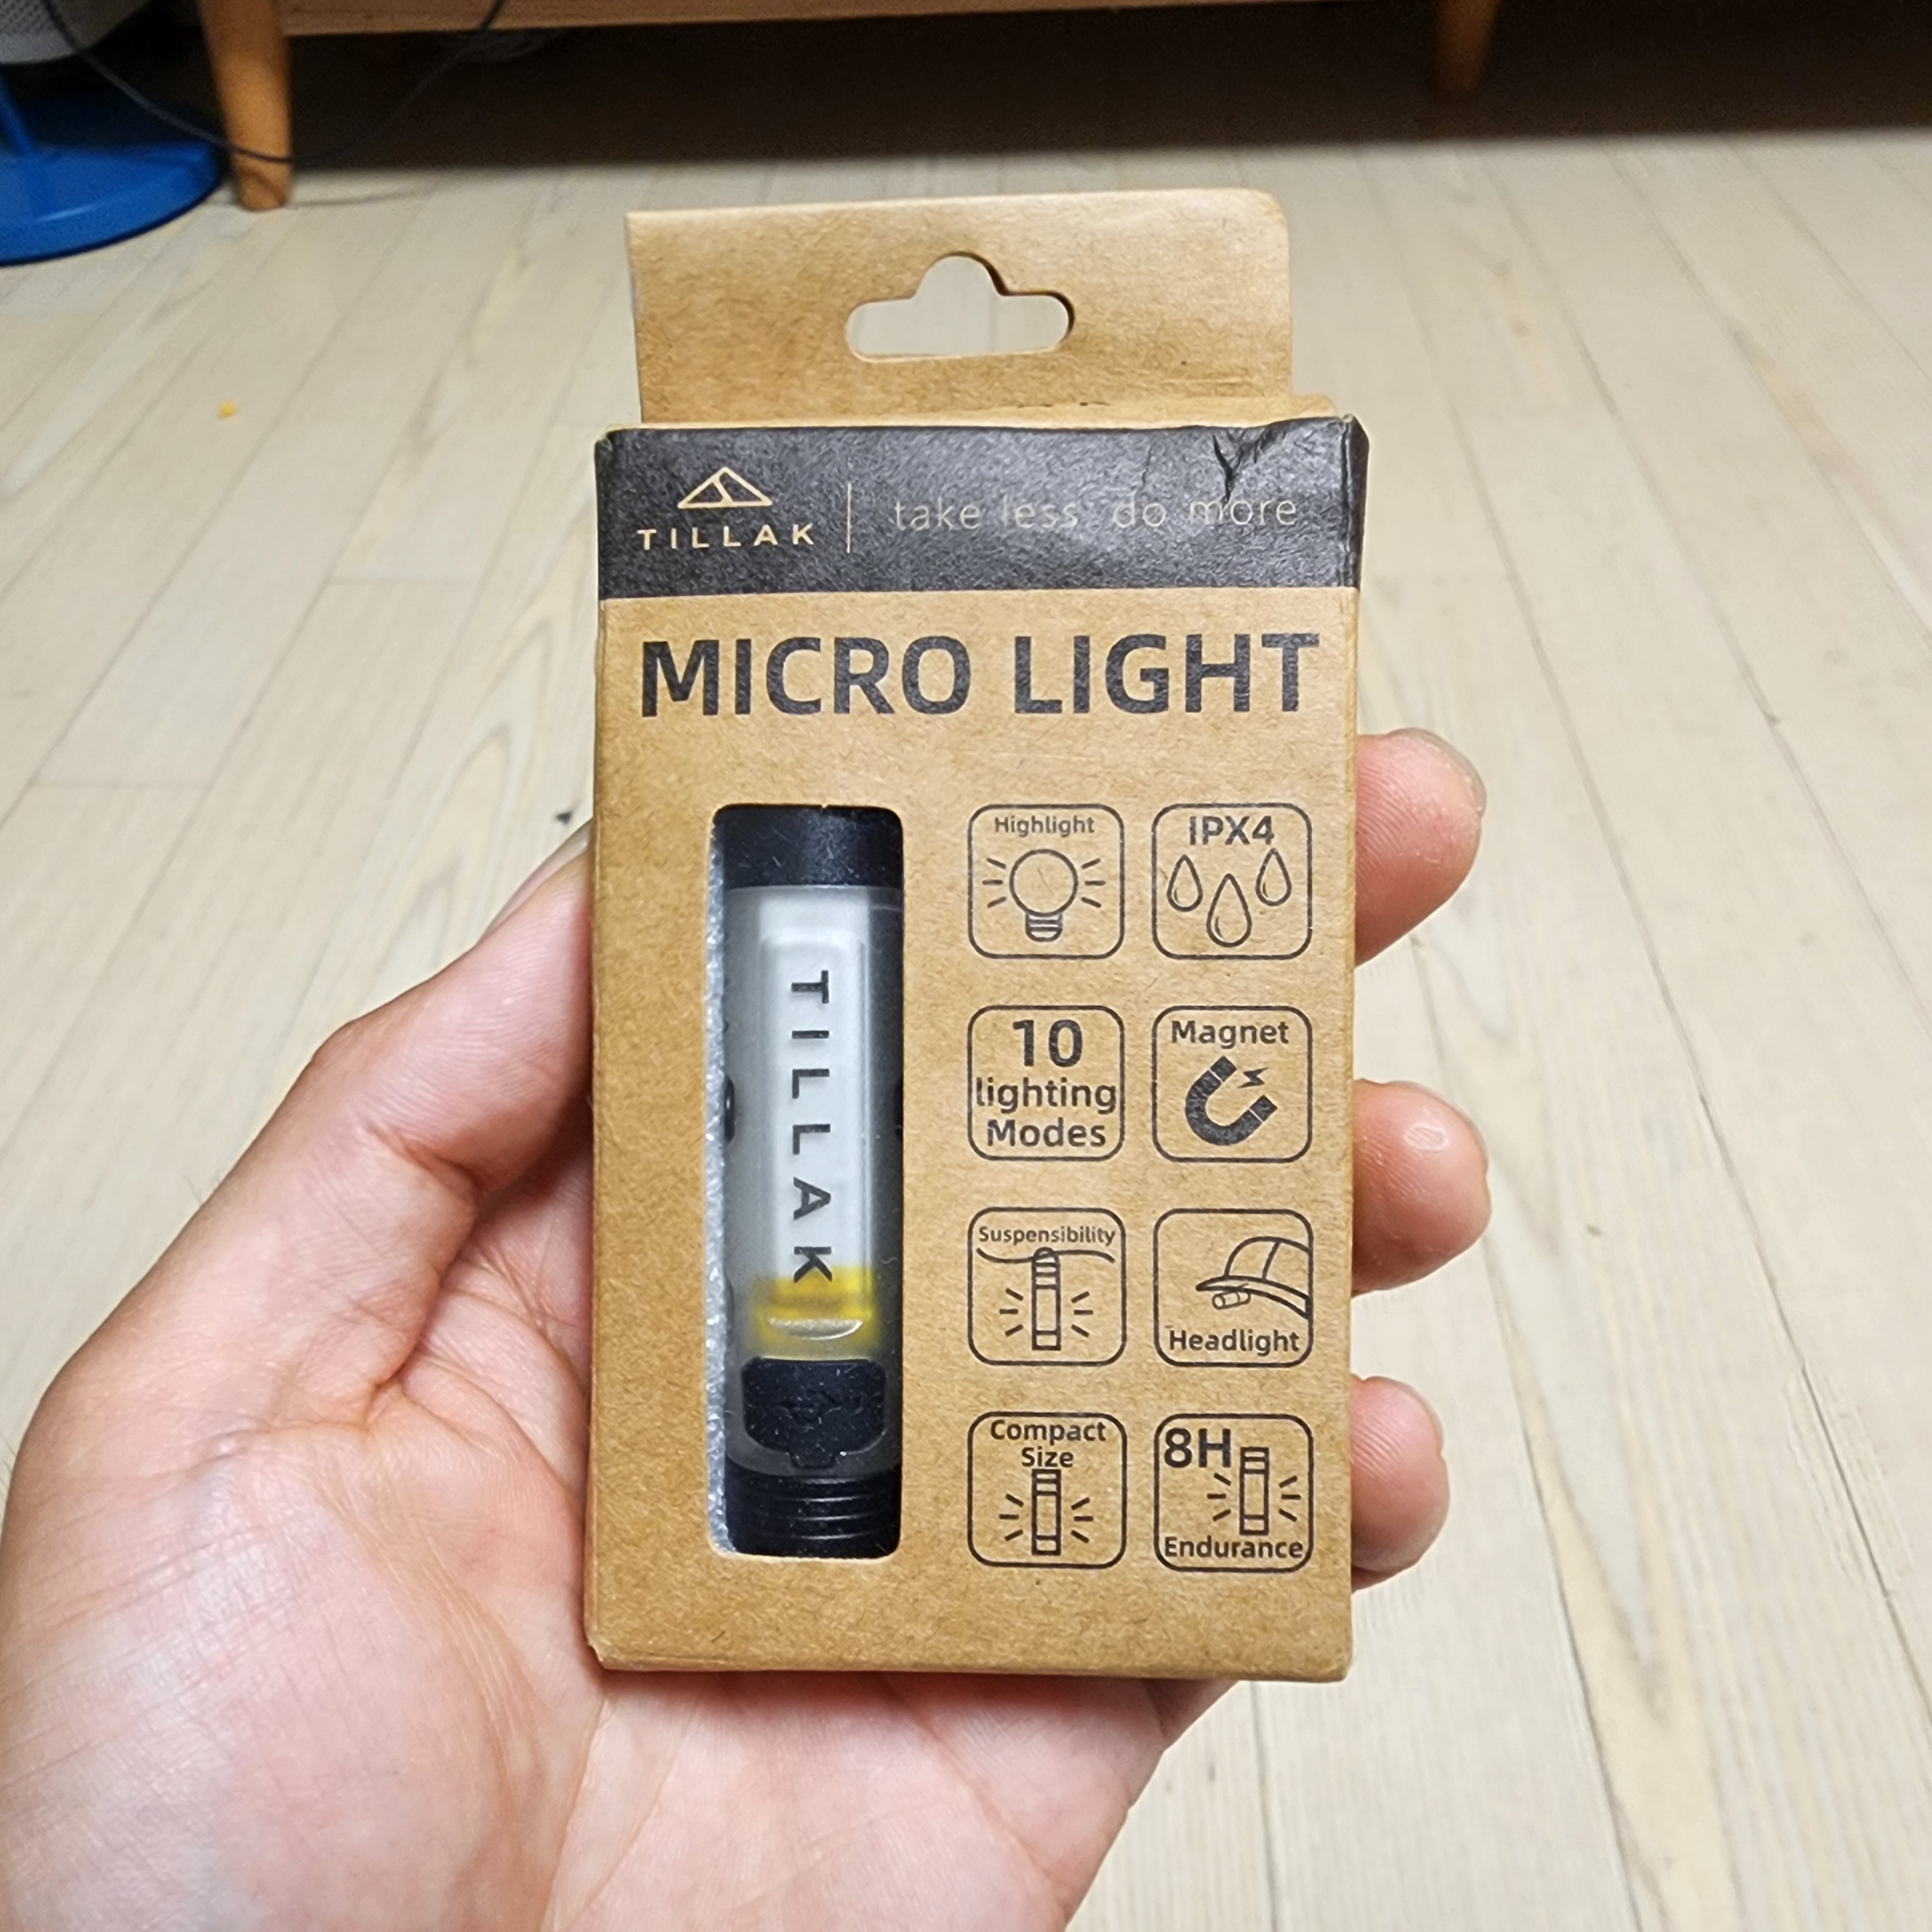 TILLAK
take less, do more
MICRO LIGHT
TILLAK
Highlight
IPX4
10
lighting
Modes
Magnet
Suspensibility
Headlight
Compact
Size
8H
Endurance